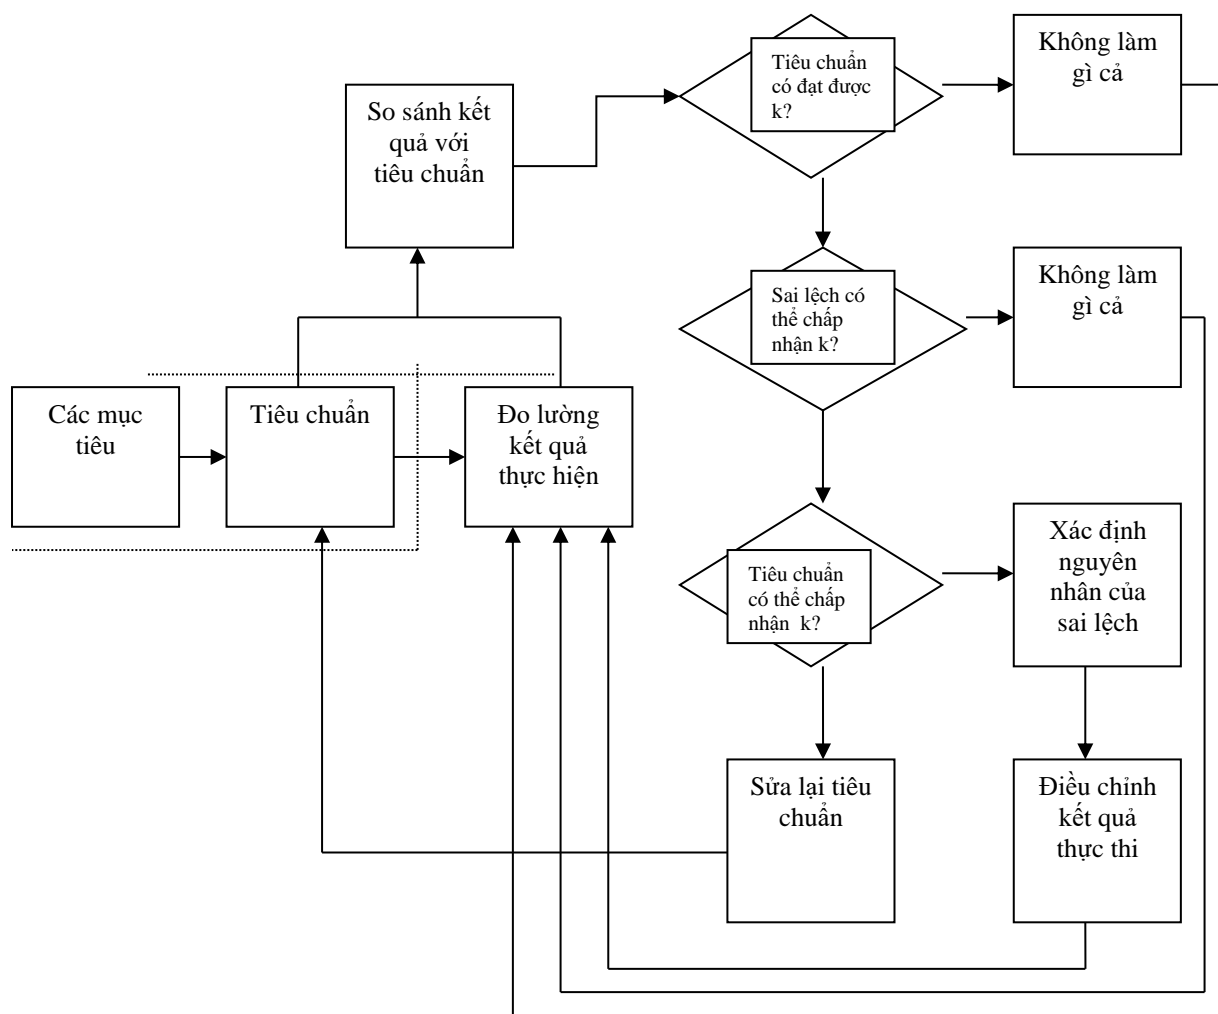 Tiêu chuẩn
có đạt được
k?
Không làm
gì cả
So sánh kết
quả với
tiêu chuẩn
Sai lệch có
thể chấp
nhận k?
Không làm
gì cả
Các mục
tiêu
Tiêu chuẩn
Đo lường
kết quả
thực hiện
Tiêu chuẩn
có thể chấp
nhận  k?
Xác định
nguyên
nhân của
sai lệch
Sửa lại tiêu
chuẩn
Điều chỉnh
kết quả
thực thi